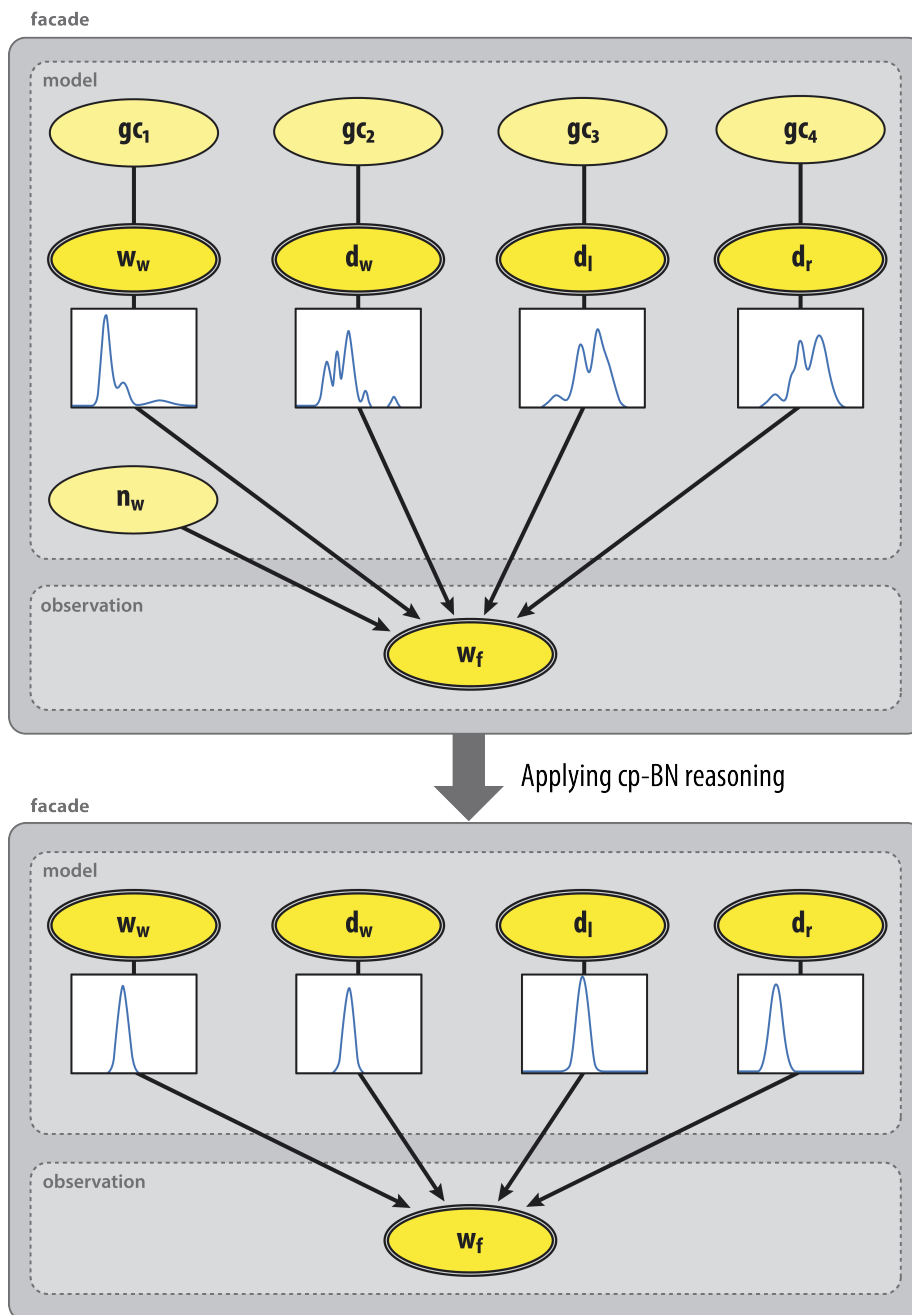 facade
model
gc1 gc2 gc3 gc4
ww dw dl dr
nw
observation
wf
Applying cp-BN reasoning
facade
model
ww dw dl dr
observation
wf